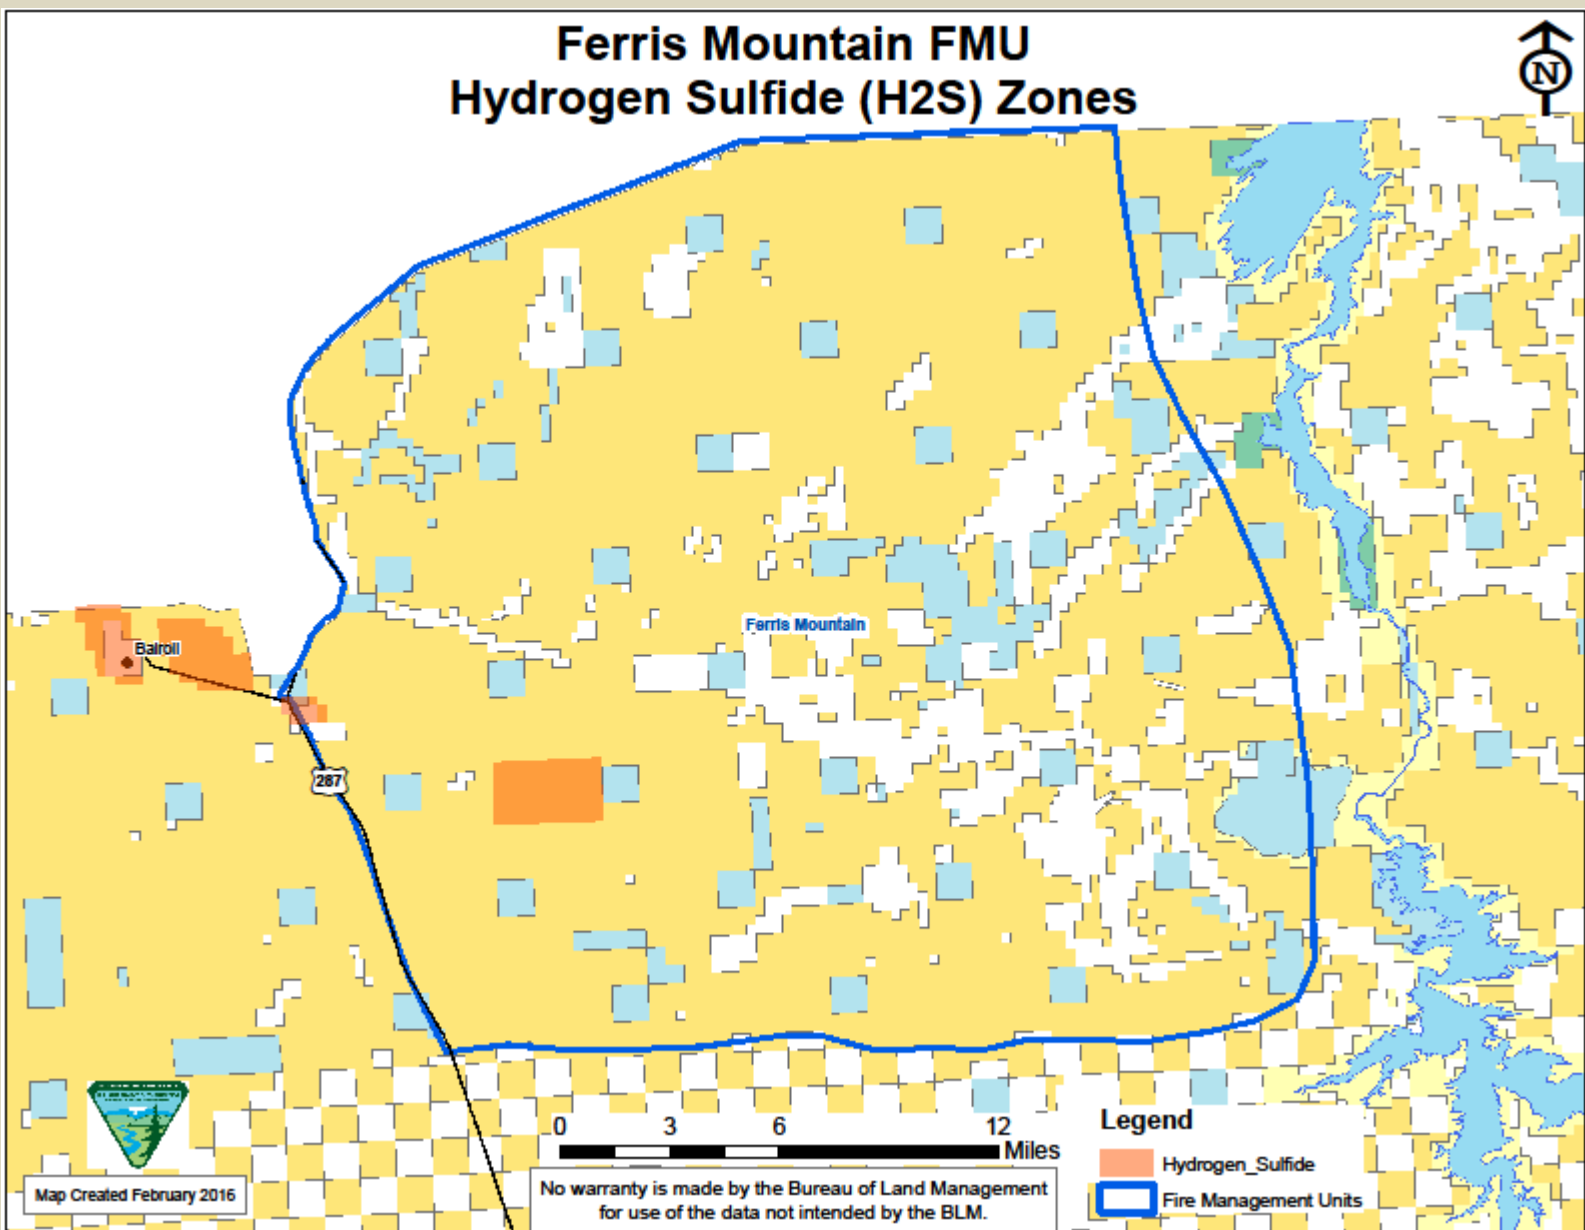 Ferris Mountain FMU
Hydrogen Sulfide (H2S) Zones
N
Bairoil
Ferris Mountain
287
0 3 6 12
Miles
Legend
Hydrogen_Sulfide
Fire Management Units
Map Created February 2016
No warranty is made by the Bureau of Land Management
for use of the data not intended by the BLM.